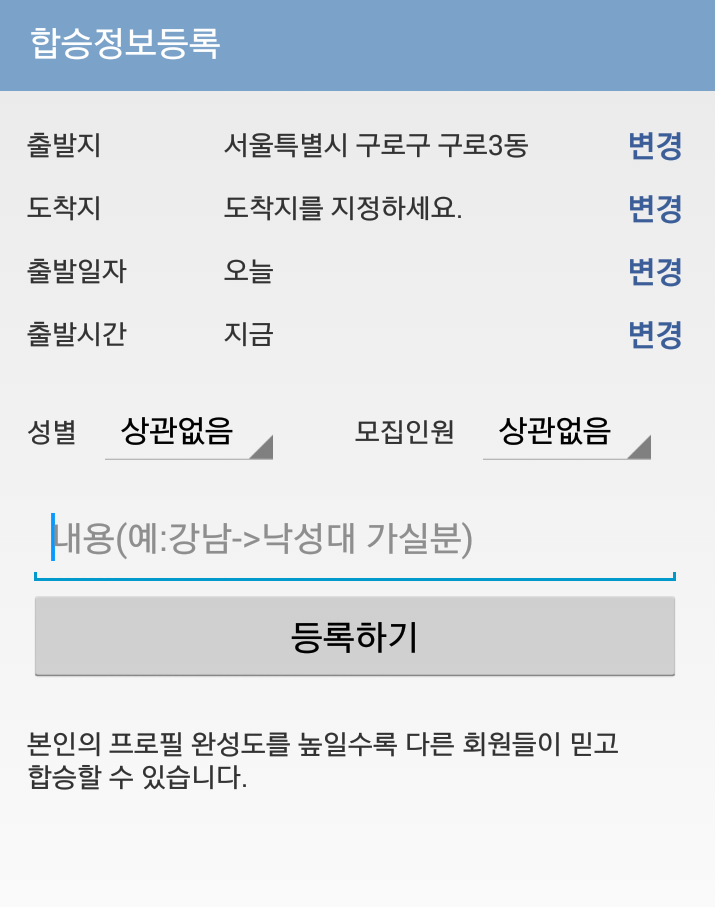 합승정보등록
출발지 서울특별시 구로구 구로3동 변경
도착지 도착지를 지정하세요. 변경
출발일자 오늘 변경
출발시간 지금 변경
성별 상관없음 모집인원 상관없음
내용(예:강남->낙성대 가실분)
등록하기
본인의 프로필 완성도를 높일수록 다른 회원들이 믿고
합승할 수 있습니다.